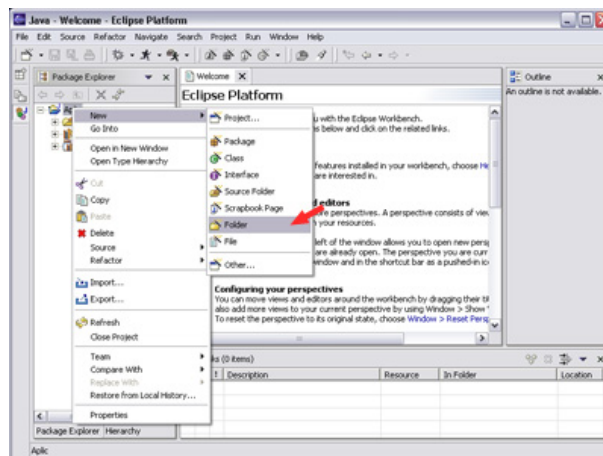 Java - Welcome - Eclipse Platform
File Edit Source Refactor Navigate Search Project Run Window Help
Package Explorer
Welcome
Outline
Eclipse Platform
An outline is not available.
New
Go Into
Open in New Window
Open Type Hierarchy
Cut
Copy
Paste
Delete
Source
Refactor
Import...
Export...
Refresh
Close Project
Team
Compare With
Replace With
Restore from Local History...
Properties
Project...
Package
Class
Interface
Source Folder
Scrapbook Page
Folder
File
Other...
u with the Eclipse Workbench.
s below and click on the related links.
features installed in your workbench, choose He
are interested in.
d editors
re perspectives. A perspective consists of view
n your resources.
left of the window allows you to open new persp
are already open. The perspective you are curr
window and in the shortcut bar as a pushed-in ico
Configuring your perspectives
You can move views and editors around the workbench by dragging their tit
also add more views to your current perspective by using Window > Show
To reset the perspective to its original state, choose Window > Reset Persp
ks (0 items)
! Description Resource In Folder Location
Package Explorer Hierarchy
Aplic